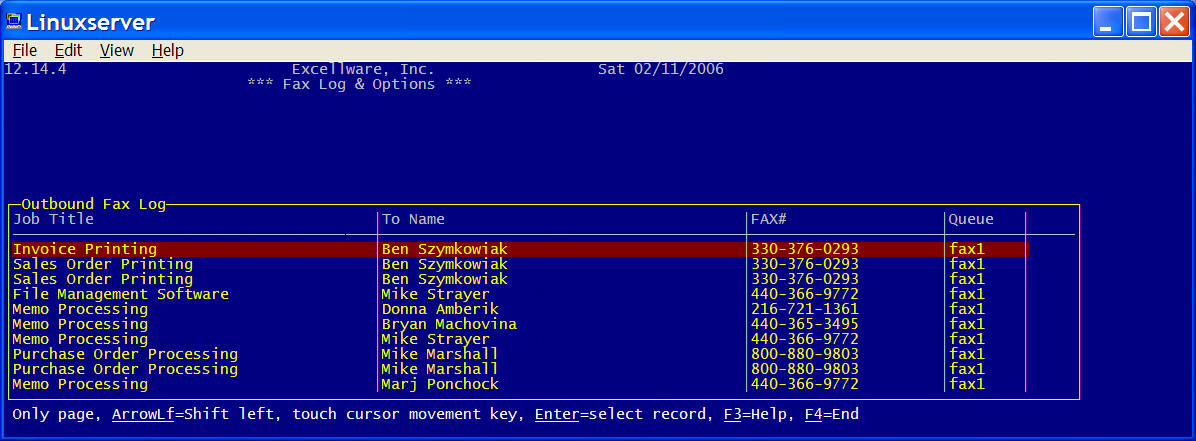 Linuxserver
File Edit View Help
12.14.4 Excellware, Inc. Sat 02/11/2006
*** Fax Log & Options ***
Outbound Fax Log
Job Title To Name FAX# Queue
Invoice Printing Ben Szymkowiak 330-376-0293 fax1
Sales Order Printing Ben Szymkowiak 330-376-0293 fax1
Sales Order Printing Ben Szymkowiak 330-376-0293 fax1
File Management Software Mike Strayer 440-366-9772 fax1
Memo Processing Donna Amberik 216-721-1361 fax1
Memo Processing Bryan Machovina 440-365-3495 fax1
Memo Processing Mike Strayer 440-366-9772 fax1
Purchase Order Processing Mike Marshall 800-880-9803 fax1
Purchase Order Processing Mike Marshall 800-880-9803 fax1
Memo Processing Marj Ponchock 440-366-9772 fax1
Only page, ArrowLf=Shift left, touch cursor movement key, Enter=select record, F3=Help, F4=End